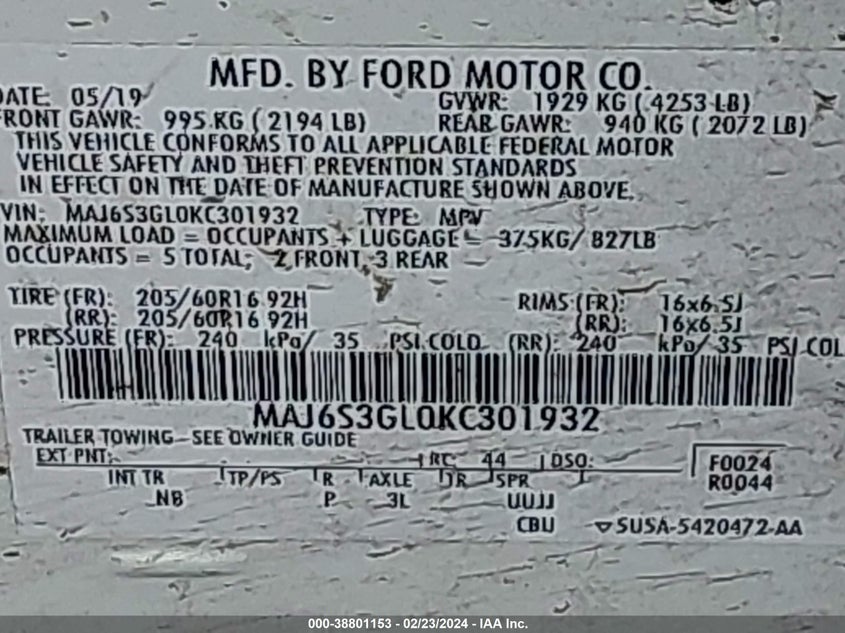 MFD. BY FORD MOTOR CO.
DATE: 05/19 GVWR: 1929 KG ( 4253 LB)
FRONT GAWR: 995 KG ( 2194 LB) REAR GAWR: 940 KG ( 2072 LB)
THIS VEHICLE CONFORMS TO ALL APPLICABLE FEDERAL MOTOR
VEHICLE SAFETY AND THEFT PREVENTION STANDARDS
IN EFFECT ON THE DATE OF MANUFACTURE SHOWN ABOVE.
VIN: MAJ6S3GL0KC301932 TYPE: MPV
MAXIMUM LOAD = OCCUPANTS + LUGGAGE = 375KG/ 827LB
OCCUPANTS = 5 TOTAL; 2 FRONT 3 REAR
TIRE (FR): 205/60R16 92H RIMS (FR): 16x6.5J
(RR): 205/60R16 92H (RR): 16x6.5J
PRESSURE (FR): 240 kPa/ 35 PSI COLD (RR): 240 kPa/ 35 PSI COL
MAJ6S3GL0KC301932
TRAILER TOWING - SEE OWNER GUIDE
EXT PNT: RC: 44 DSO: F0024
INT TR TP/PS R AXLE TR SPR R0044
NB P 3L UUJJ
CBU ▽SUSA-5420472-AA
000-38801153 - 02/23/2024 - IAA Inc.